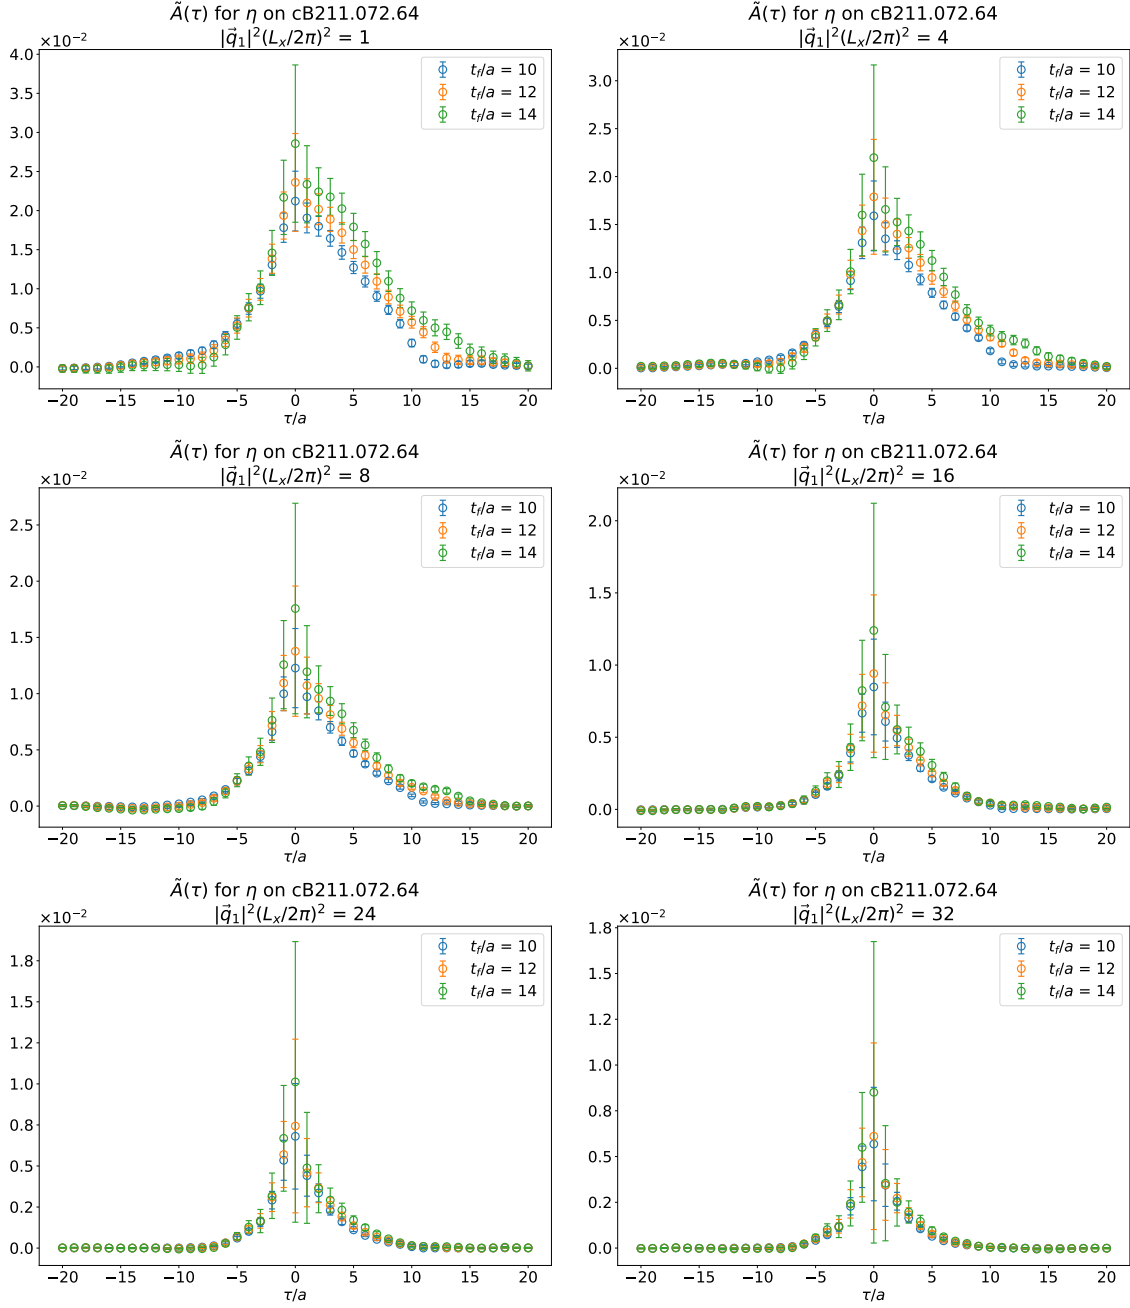 Ã(τ) for η on cB211.072.64
|q⃗₁|²(Lₓ/2π)² = 1
×10⁻²
4.0
3.5
3.0
2.5
2.0
1.5
1.0
0.5
0.0
t_f/a = 10
t_f/a = 12
t_f/a = 14
−20 −15 −10 −5 0 5 10 15 20
τ/a
Ã(τ) for η on cB211.072.64
|q⃗₁|²(Lₓ/2π)² = 4
×10⁻²
3.0
2.5
2.0
1.5
1.0
0.5
0.0
t_f/a = 10
t_f/a = 12
t_f/a = 14
−20 −15 −10 −5 0 5 10 15 20
τ/a
Ã(τ) for η on cB211.072.64
|q⃗₁|²(Lₓ/2π)² = 8
×10⁻²
2.5
2.0
1.5
1.0
0.5
0.0
t_f/a = 10
t_f/a = 12
t_f/a = 14
−20 −15 −10 −5 0 5 10 15 20
τ/a
Ã(τ) for η on cB211.072.64
|q⃗₁|²(Lₓ/2π)² = 16
×10⁻²
2.0
1.5
1.0
0.5
0.0
t_f/a = 10
t_f/a = 12
t_f/a = 14
−20 −15 −10 −5 0 5 10 15 20
τ/a
Ã(τ) for η on cB211.072.64
|q⃗₁|²(Lₓ/2π)² = 24
×10⁻²
1.8
1.5
1.2
1.0
0.8
0.5
0.2
0.0
t_f/a = 10
t_f/a = 12
t_f/a = 14
−20 −15 −10 −5 0 5 10 15 20
τ/a
Ã(τ) for η on cB211.072.64
|q⃗₁|²(Lₓ/2π)² = 32
×10⁻²
1.8
1.5
1.2
1.0
0.8
0.5
0.2
0.0
t_f/a = 10
t_f/a = 12
t_f/a = 14
−20 −15 −10 −5 0 5 10 15 20
τ/a